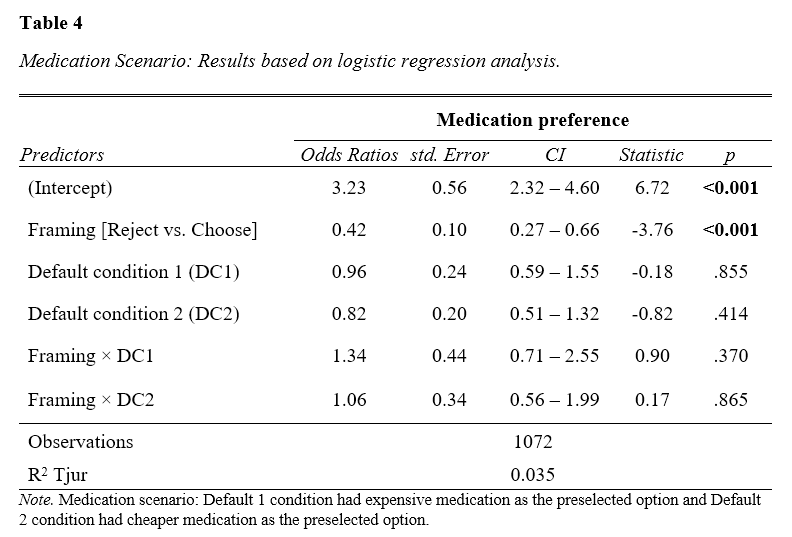 Table 4
Medication Scenario: Results based on logistic regression analysis.
Medication preference
Predictors Odds Ratios std. Error CI Statistic p
(Intercept) 3.23 0.56 2.32 – 4.60 6.72 <0.001
Framing [Reject vs. Choose] 0.42 0.10 0.27 – 0.66 -3.76 <0.001
Default condition 1 (DC1) 0.96 0.24 0.59 – 1.55 -0.18 .855
Default condition 2 (DC2) 0.82 0.20 0.51 – 1.32 -0.82 .414
Framing × DC1 1.34 0.44 0.71 – 2.55 0.90 .370
Framing × DC2 1.06 0.34 0.56 – 1.99 0.17 .865
Observations 1072
R² Tjur 0.035
Note. Medication scenario: Default 1 condition had expensive medication as the preselected option and Default
2 condition had cheaper medication as the preselected option.